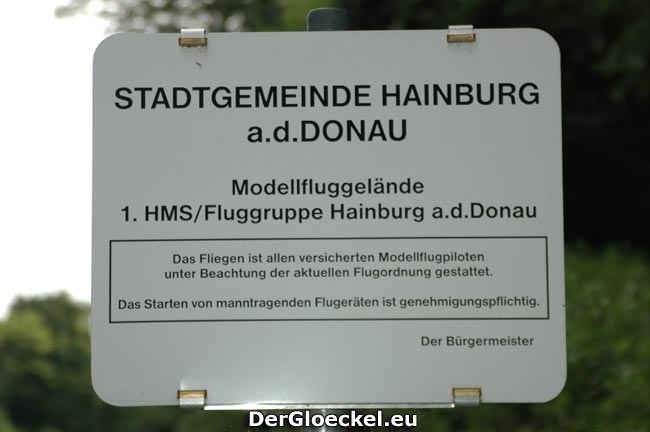 STADTGEMEINDE HAINBURG
a.d.DONAU
Modellfluggelände
1. HMS/Fluggruppe Hainburg a.d.Donau
Das Fliegen ist allen versicherten Modellflugpiloten
unter Beachtung der aktuellen Flugordnung gestattet.
Das Starten von manntragenden Flugeräten ist genehmigungspflichtig.
Der Bürgermeister
DerGloeckel.eu